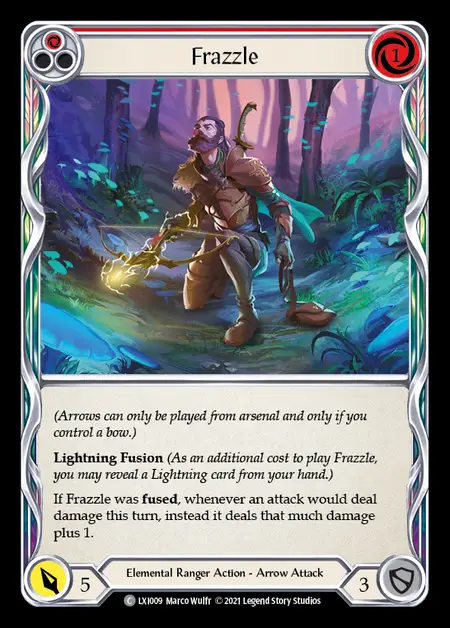 Frazzle
1
(Arrows can only be played from arsenal and only if you
control a bow.)
Lightning Fusion (As an additional cost to play Frazzle,
you may reveal a Lightning card from your hand.)
If Frazzle was fused, whenever an attack would deal
damage this turn, instead it deals that much damage
plus 1.
5
Elemental Ranger Action - Arrow Attack
3
C LXI009 Marco Wulfr © 2021 Legend Story Studios